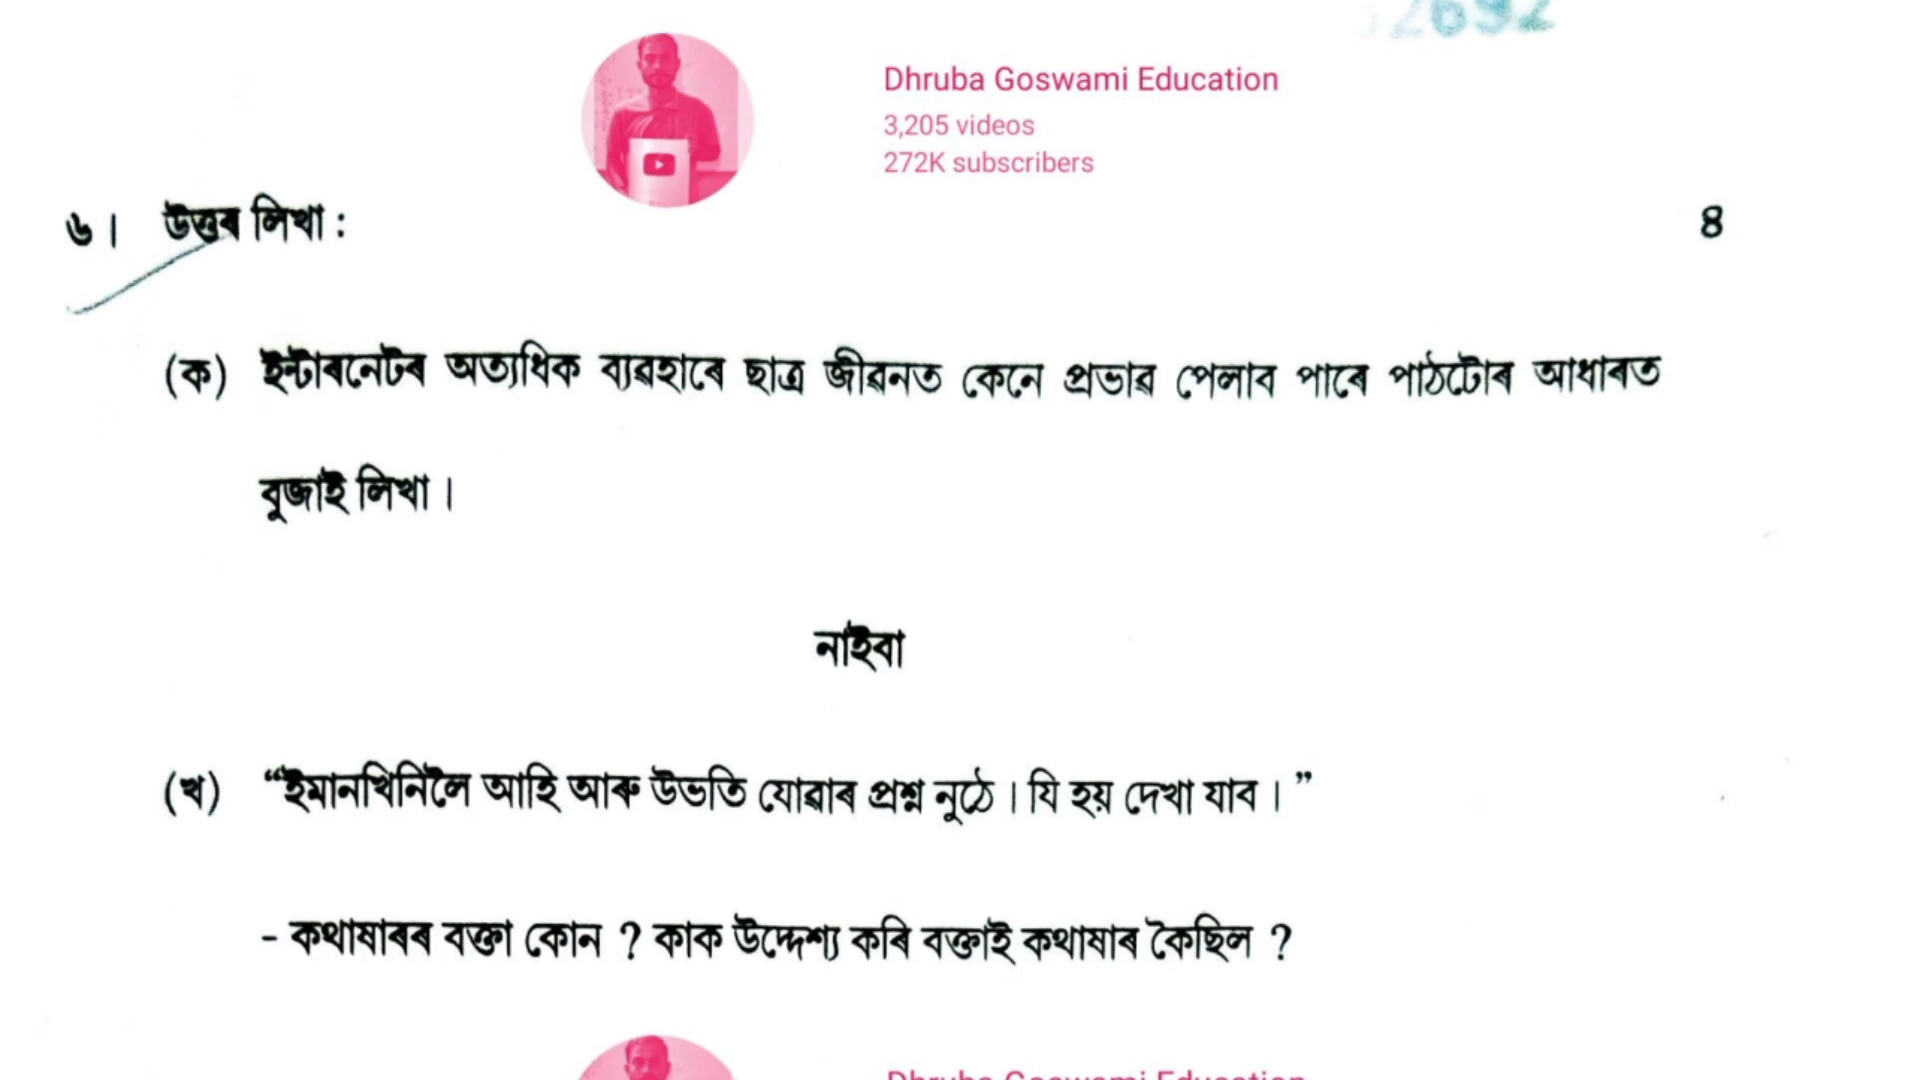 Dhruba Goswami Education
3,205 videos
272K subscribers
৬। উত্তৰ লিখা : ৪
(ক) ইন্টাৰনেটৰ অত্যধিক ব্যৱহাৰে ছাত্ৰ জীৱনত কেনে প্ৰভাৱ পেলাব পাৰে পাঠটোৰ আধাৰত
বুজাই লিখা।
নাইবা
(খ) “ইমানখিনিলৈ আহি আৰু উভতি যোৱাৰ প্ৰশ্ন নুঠে। যি হয় দেখা যাব।”
- কথাষাৰৰ বক্তা কোন ? কাক উদ্দেশ্য কৰি বক্তাই কথাষাৰ কৈছিল ?